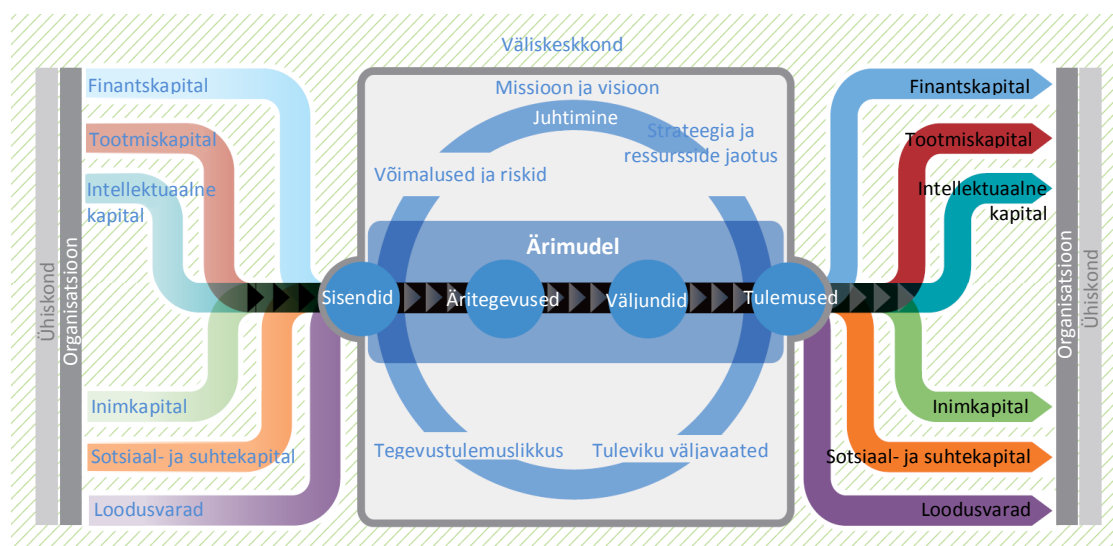 Väliskeskkond
Ühiskond
Organisatsioon
Finantskapital
Tootmiskapital
Intellektuaalne
kapital
Inimkapital
Sotsiaal- ja suhtekapital
Loodusvarad
Missioon ja visioon
Juhtimine
Strateegia ja
ressursside jaotus
Võimalused ja riskid
Ärimudel
Sisendid
Äritegevused
Väljundid
Tulemused
Tegevustulemuslikkus
Tuleviku väljavaated
Finantskapital
Tootmiskapital
Intellektuaalne
kapital
Inimkapital
Sotsiaal- ja suhtekapital
Loodusvarad
Organisatsioon
Ühiskond